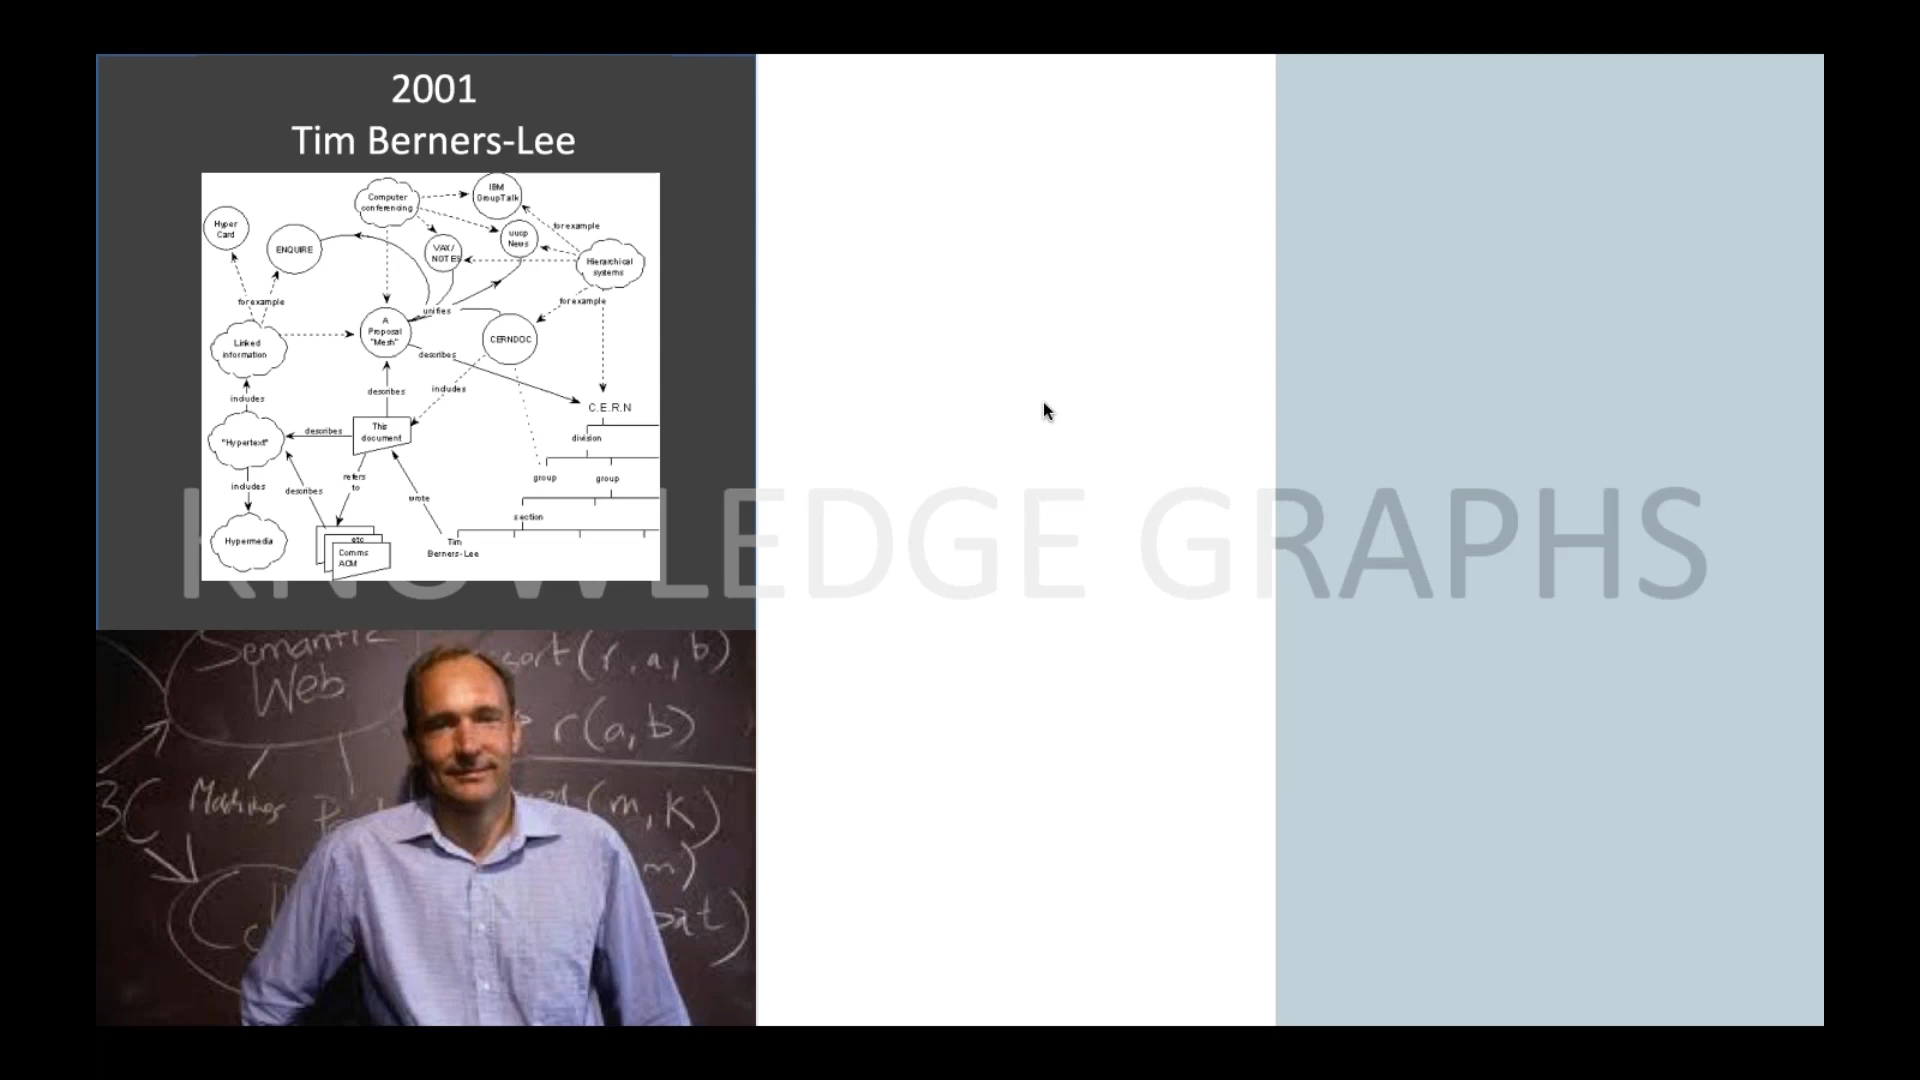 2001
Tim Berners-Lee
IBM
GroupTalk
Computer
conferencing
Hyper
Card
for example
uucp
News
ENQUIRE
VAX/
NOTES
Hierarchical
systems
for example
for example
unifies
A
Proposal
"Mesh"
CERNDOC
Linked
information
describes
includes
describes
includes
C.E.R.N
This
document
describes
division
"Hypertext"
refers
to
group
group
includes
describes
wrote
section
etc
Hypermedia
Comms
ACM
Tim
Berners-Lee
KNOWLEDGE GRAPHS
Semantic
Web
sort(r,a,b)
r(a,b)
3C
Machines
(m,k)
m)